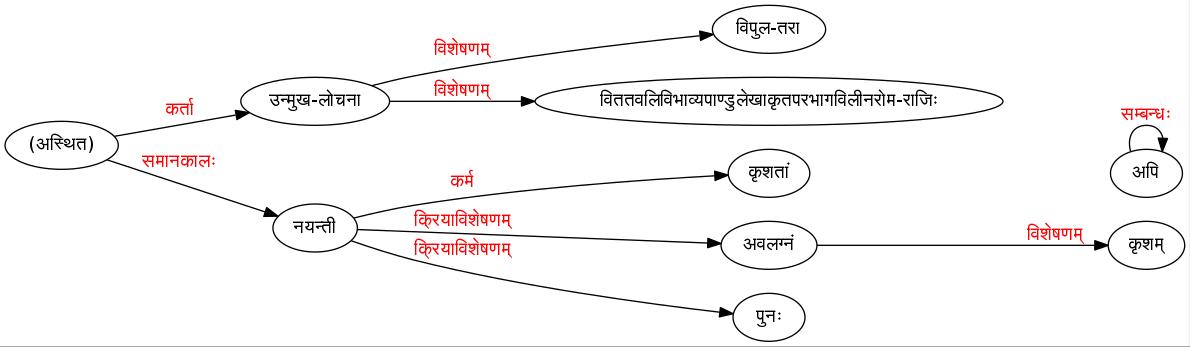 विपुल-तरा
विशेषणम्
उन्मुख-लोचना
विशेषणम्
विततवलिविभाव्यपाण्डुलेखाकृतपरभागविलीनरोम-राजिः
कर्ता
(अस्थित)
सम्बन्धः
समानकालः
कर्म
कृशतां
अपि
नयन्ती
क्रियाविशेषणम्
अवलग्नं
विशेषणम्
कृशम्
क्रियाविशेषणम्
पुनः